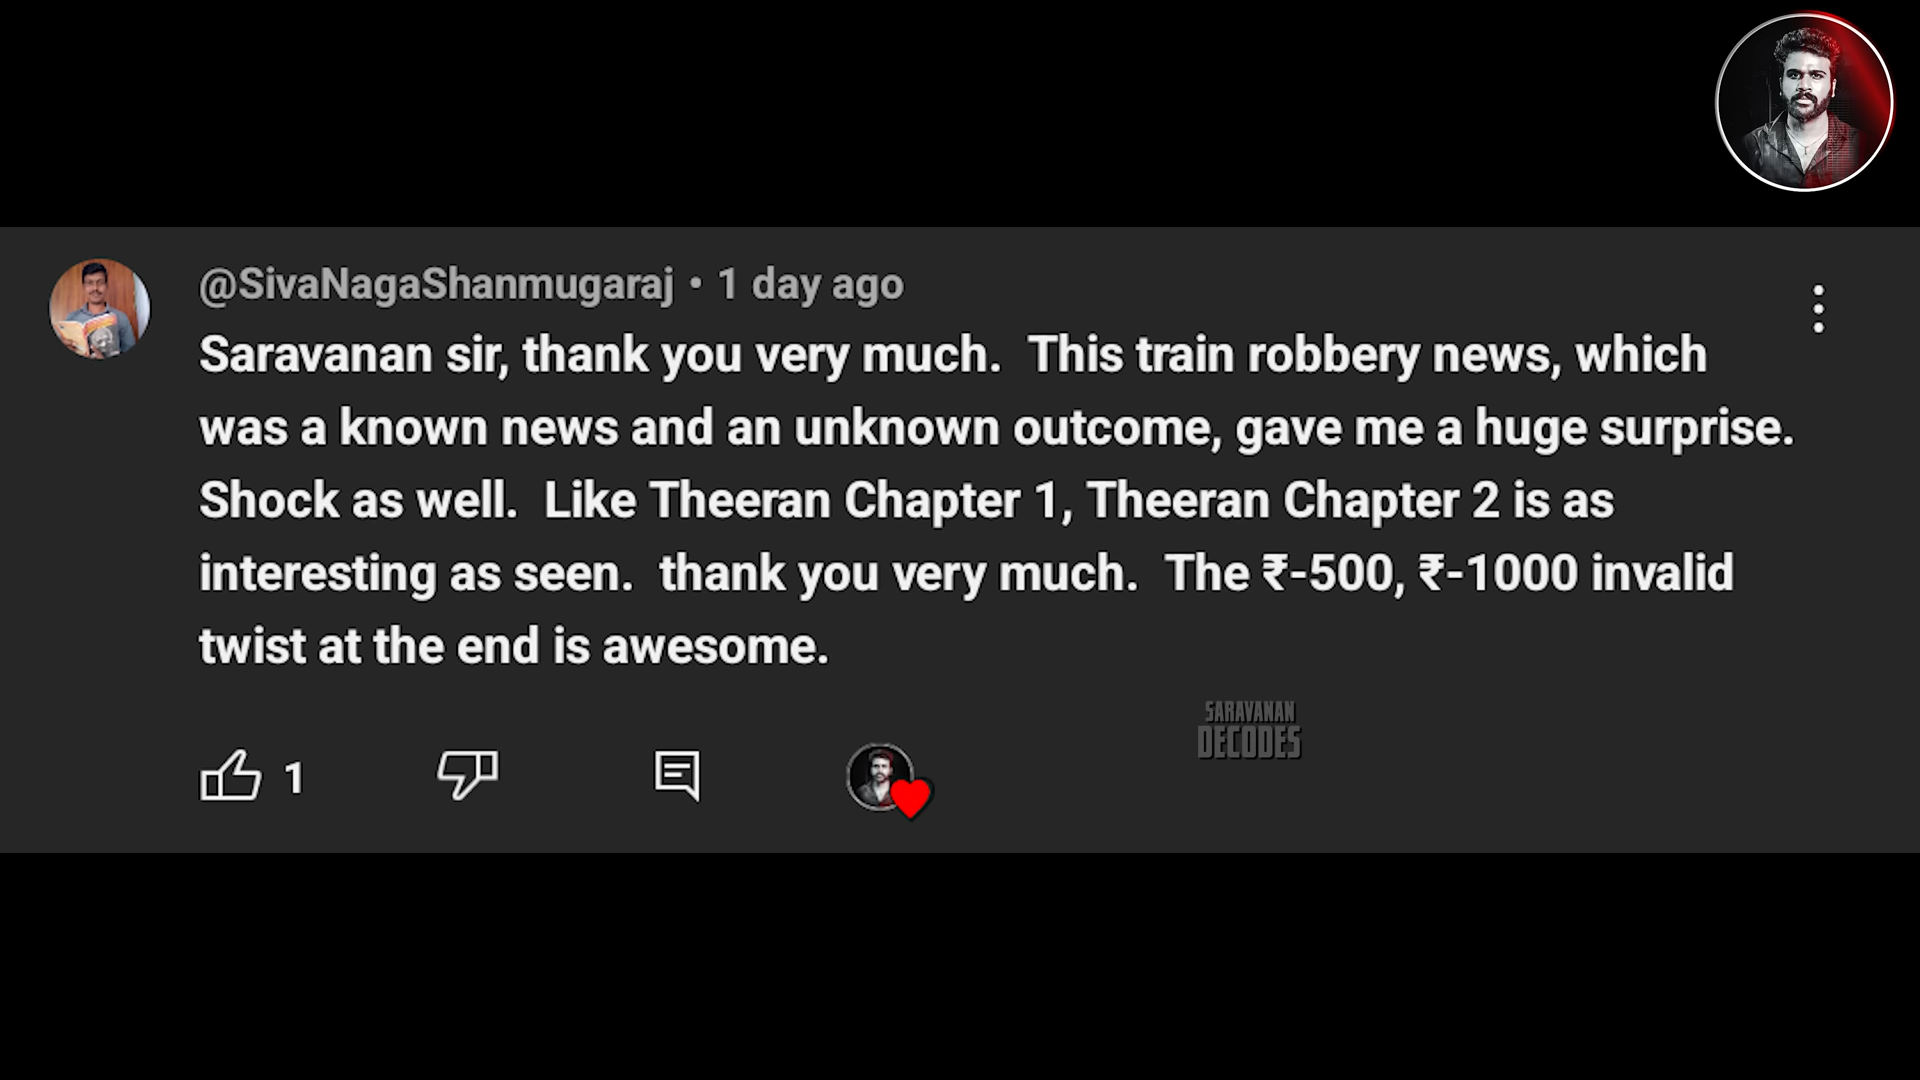 @SivaNagaShanmugaraj • 1 day ago
Saravanan sir, thank you very much.  This train robbery news, which
was a known news and an unknown outcome, gave me a huge surprise.
Shock as well.  Like Theeran Chapter 1, Theeran Chapter 2 is as
interesting as seen.  thank you very much.  The ₹-500, ₹-1000 invalid
twist at the end is awesome.
SARAVANAN
DECODES
1